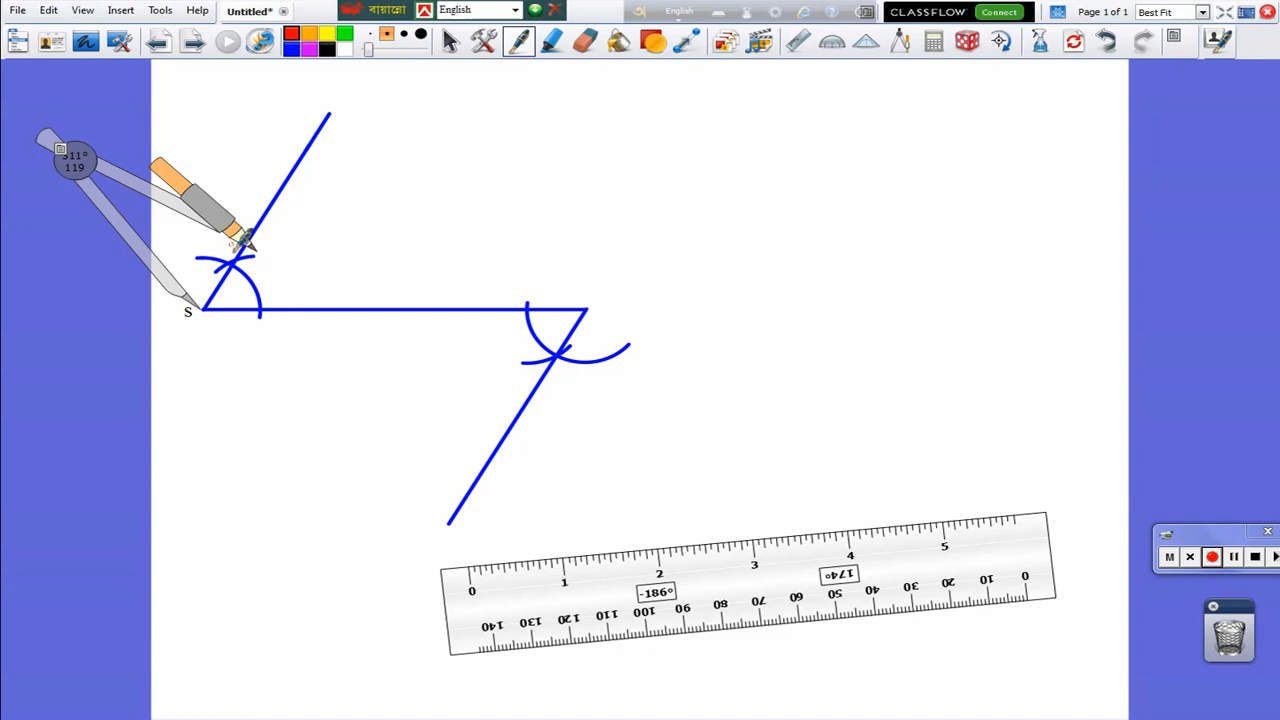 File Edit View Insert Tools Help Untitled* বায়ান্নো English English CLASSFLOW Connect Page 1 of 1 Best Fit
311°
119
S
0 1 2 3 4 5
-186° 174°
140 130 120 110 100 90 80 70 60 50 40 30 20 10 0
M